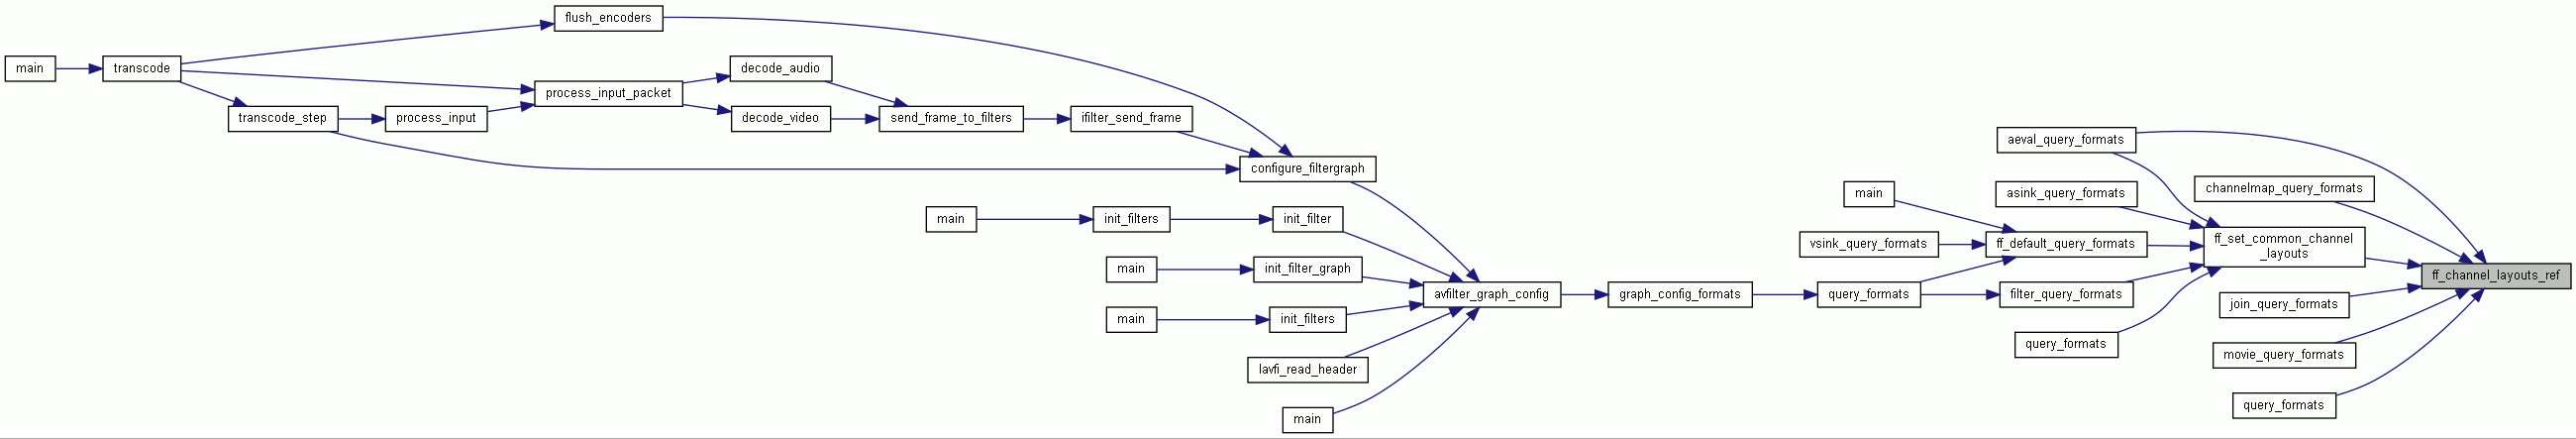 flush_encoders
main
transcode
decode_audio
process_input_packet
transcode_step
process_input
decode_video
send_frame_to_filters
ifilter_send_frame
configure_filtergraph
aeval_query_formats
main
asink_query_formats
channelmap_query_formats
main
init_filters
init_filter
vsink_query_formats
ff_default_query_formats
ff_set_common_channel
_layouts
main
init_filter_graph
ff_channel_layouts_ref
avfilter_graph_config
graph_config_formats
query_formats
filter_query_formats
join_query_formats
main
init_filters
query_formats
movie_query_formats
lavfi_read_header
main
query_formats